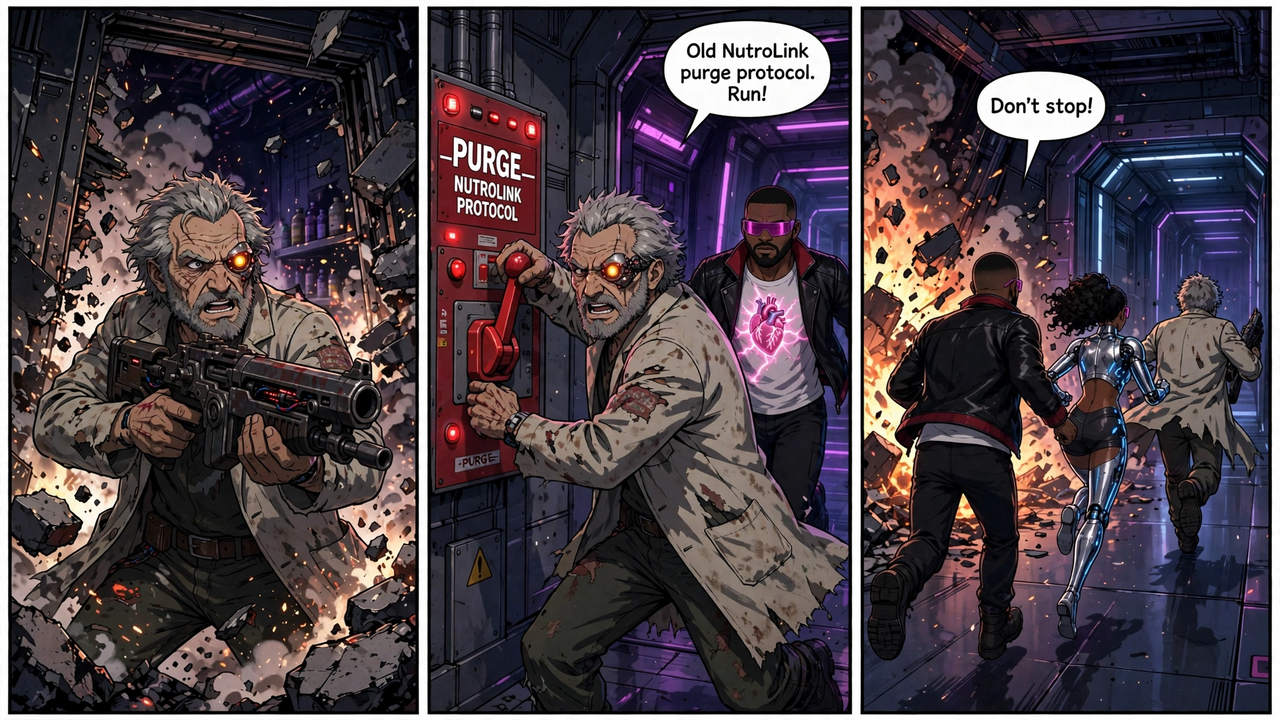 Old NutroLink
purge protocol.
Run!
–PURGE–
NUTROLINK
PROTOCOL
-PURGE-
Don't stop!